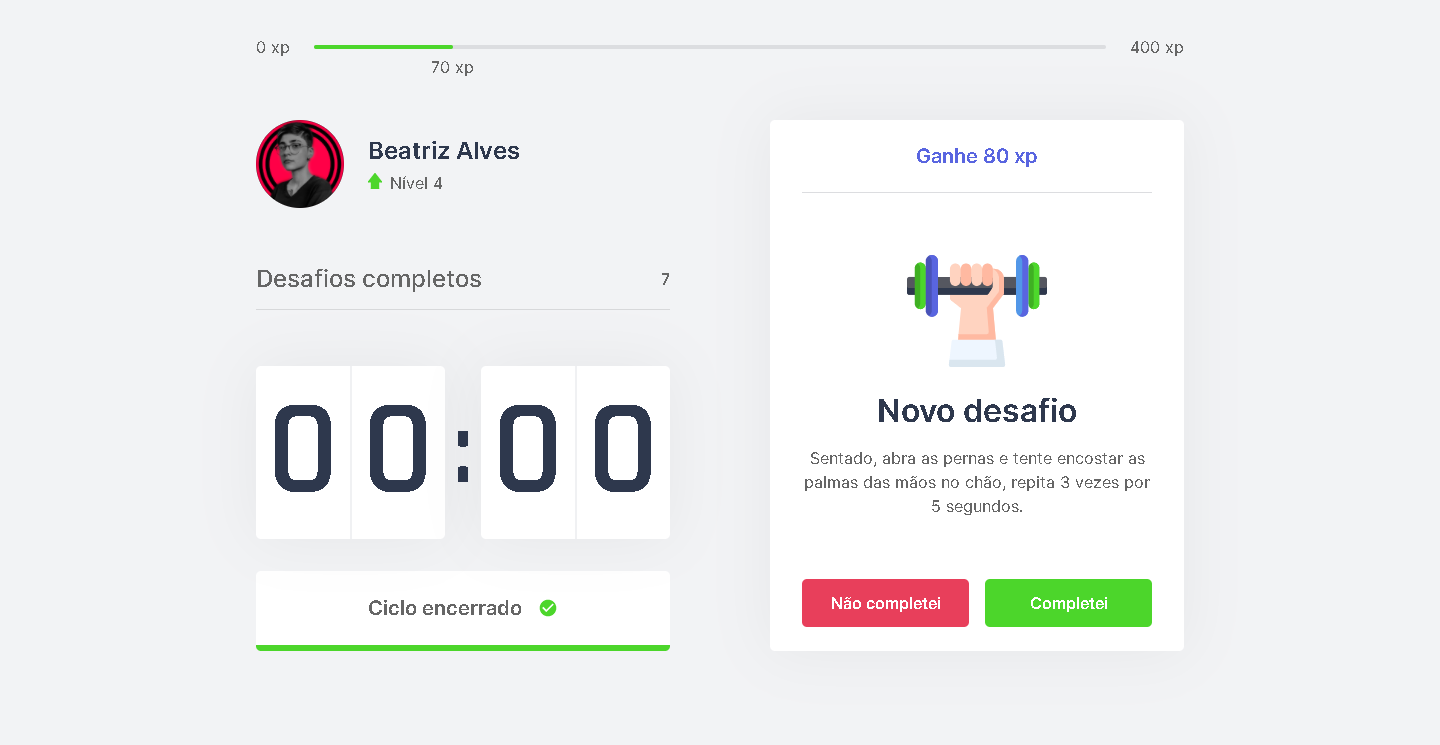 0 xp
400 xp
70 xp
Beatriz Alves
Nível 4
Desafios completos
7
00:00
Ciclo encerrado
Ganhe 80 xp
Novo desafio
Sentado, abra as pernas e tente encostar as
palmas das mãos no chão, repita 3 vezes por
5 segundos.
Não completei
Completei